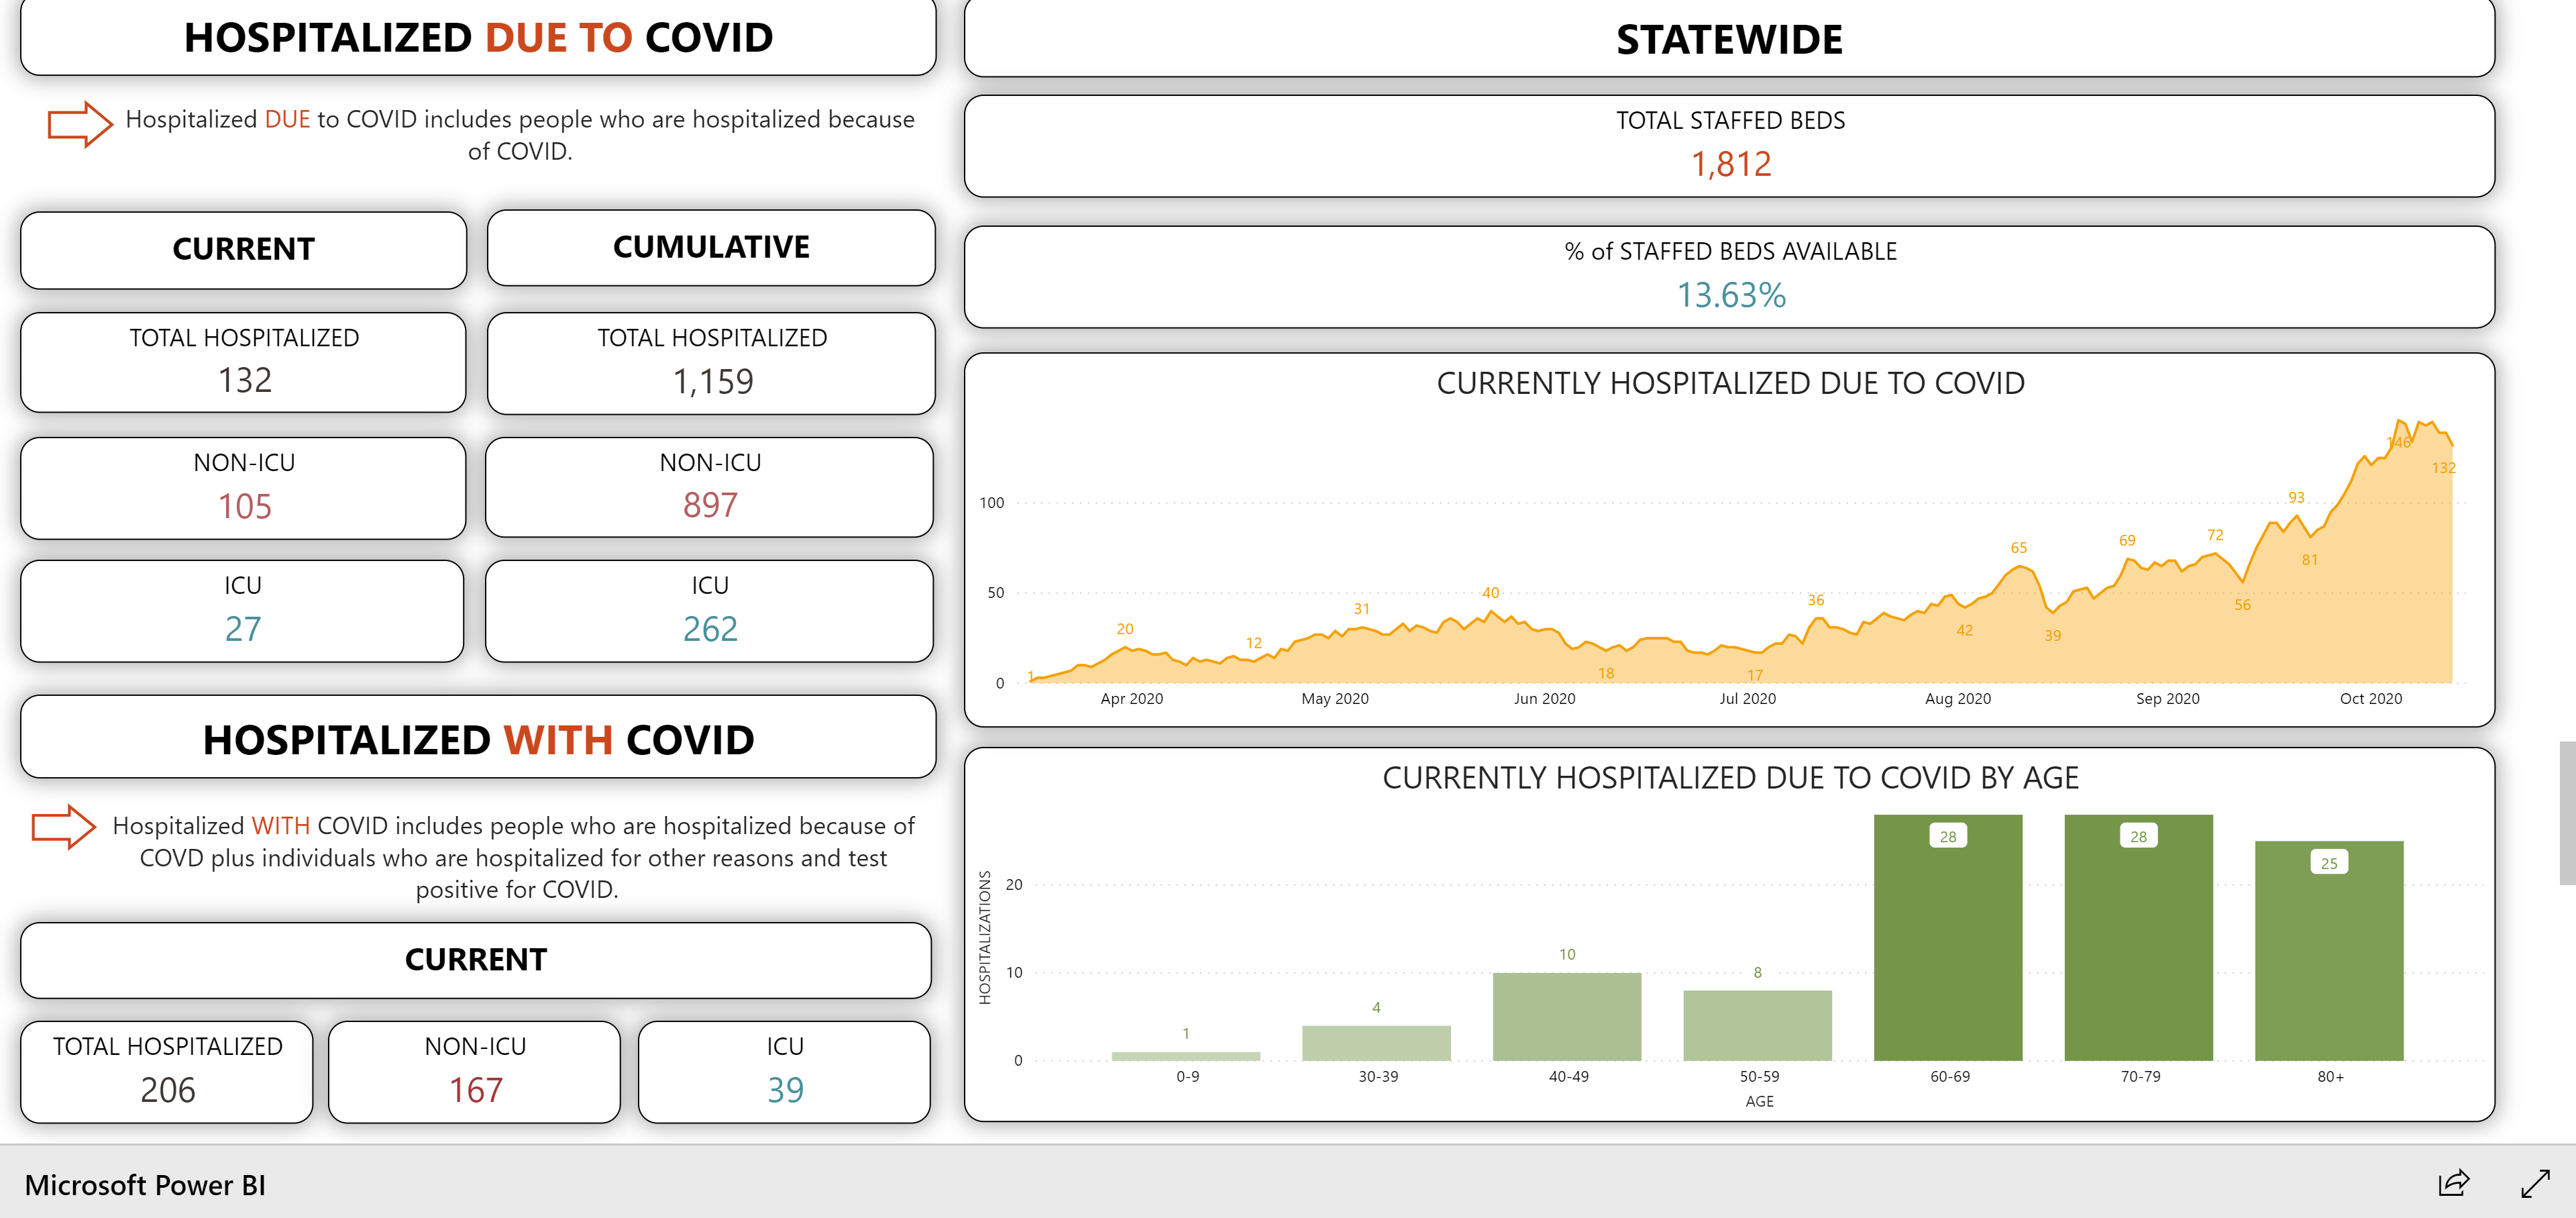 HOSPITALIZED DUE TO COVID
Hospitalized DUE to COVID includes people who are hospitalized because
of COVID.
CURRENT
CUMULATIVE
TOTAL HOSPITALIZED
132
TOTAL HOSPITALIZED
1,159
NON-ICU
105
NON-ICU
897
ICU
27
ICU
262
HOSPITALIZED WITH COVID
Hospitalized WITH COVID includes people who are hospitalized because of
COVD plus individuals who are hospitalized for other reasons and test
positive for COVID.
CURRENT
TOTAL HOSPITALIZED
206
NON-ICU
167
ICU
39
STATEWIDE
TOTAL STAFFED BEDS
1,812
% of STAFFED BEDS AVAILABLE
13.63%
CURRENTLY HOSPITALIZED DUE TO COVID
100
50
0
1
20
12
31
40
18
17
36
42
65
39
69
72
56
93
81
146
132
Apr 2020
May 2020
Jun 2020
Jul 2020
Aug 2020
Sep 2020
Oct 2020
CURRENTLY HOSPITALIZED DUE TO COVID BY AGE
HOSPITALIZATIONS
20
10
0
1
4
10
8
28
28
25
0-9
30-39
40-49
50-59
60-69
70-79
80+
AGE
Microsoft Power BI